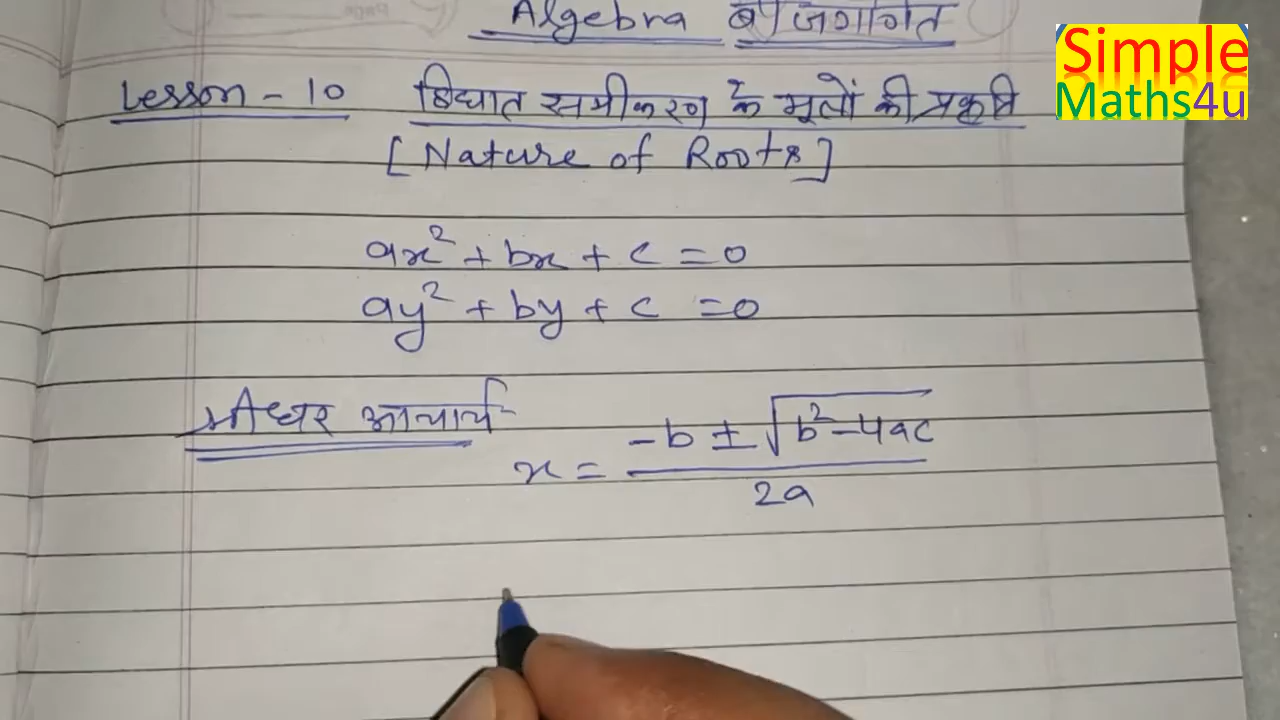 Algebra बीजगणित
Simple
Maths4u
Lesson - 10 द्विघात समीकरण के मूलों की प्रकृति
[Nature of Roots]
ax² + bx + c = 0
ay² + by + c = 0
श्रीधर आचार्य
x = -b ± √b² - 4ac / 2a